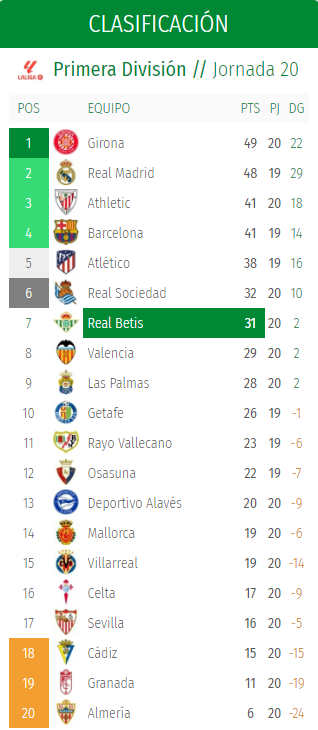 CLASIFICACIÓN
LALIGA Primera División // Jornada 20
POS EQUIPO PTS PJ DG
1 Girona 49 20 22
2 Real Madrid 48 19 29
3 Athletic 41 20 18
4 Barcelona 41 19 14
5 Atlético 38 19 16
6 Real Sociedad 32 20 10
7 Real Betis 31 20 2
8 Valencia 29 20 2
9 Las Palmas 28 20 2
10 Getafe 26 19 -1
11 Rayo Vallecano 23 19 -6
12 Osasuna 22 19 -7
13 Deportivo Alavés 20 20 -9
14 Mallorca 19 20 -6
15 Villarreal 19 20 -14
16 Celta 17 20 -9
17 Sevilla 16 20 -5
18 Cádiz 15 20 -15
19 Granada 11 20 -19
20 Almería 6 20 -24